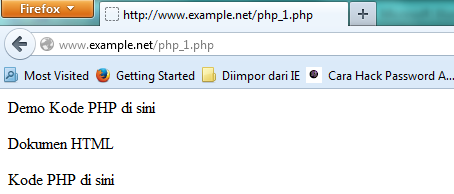 Firefox
http://www.example.net/php_1.php
www.example.net/php_1.php
Most Visited Getting Started Diimpor dari IE Cara Hack Password A...
Demo Kode PHP di sini
Dokumen HTML
Kode PHP di sini